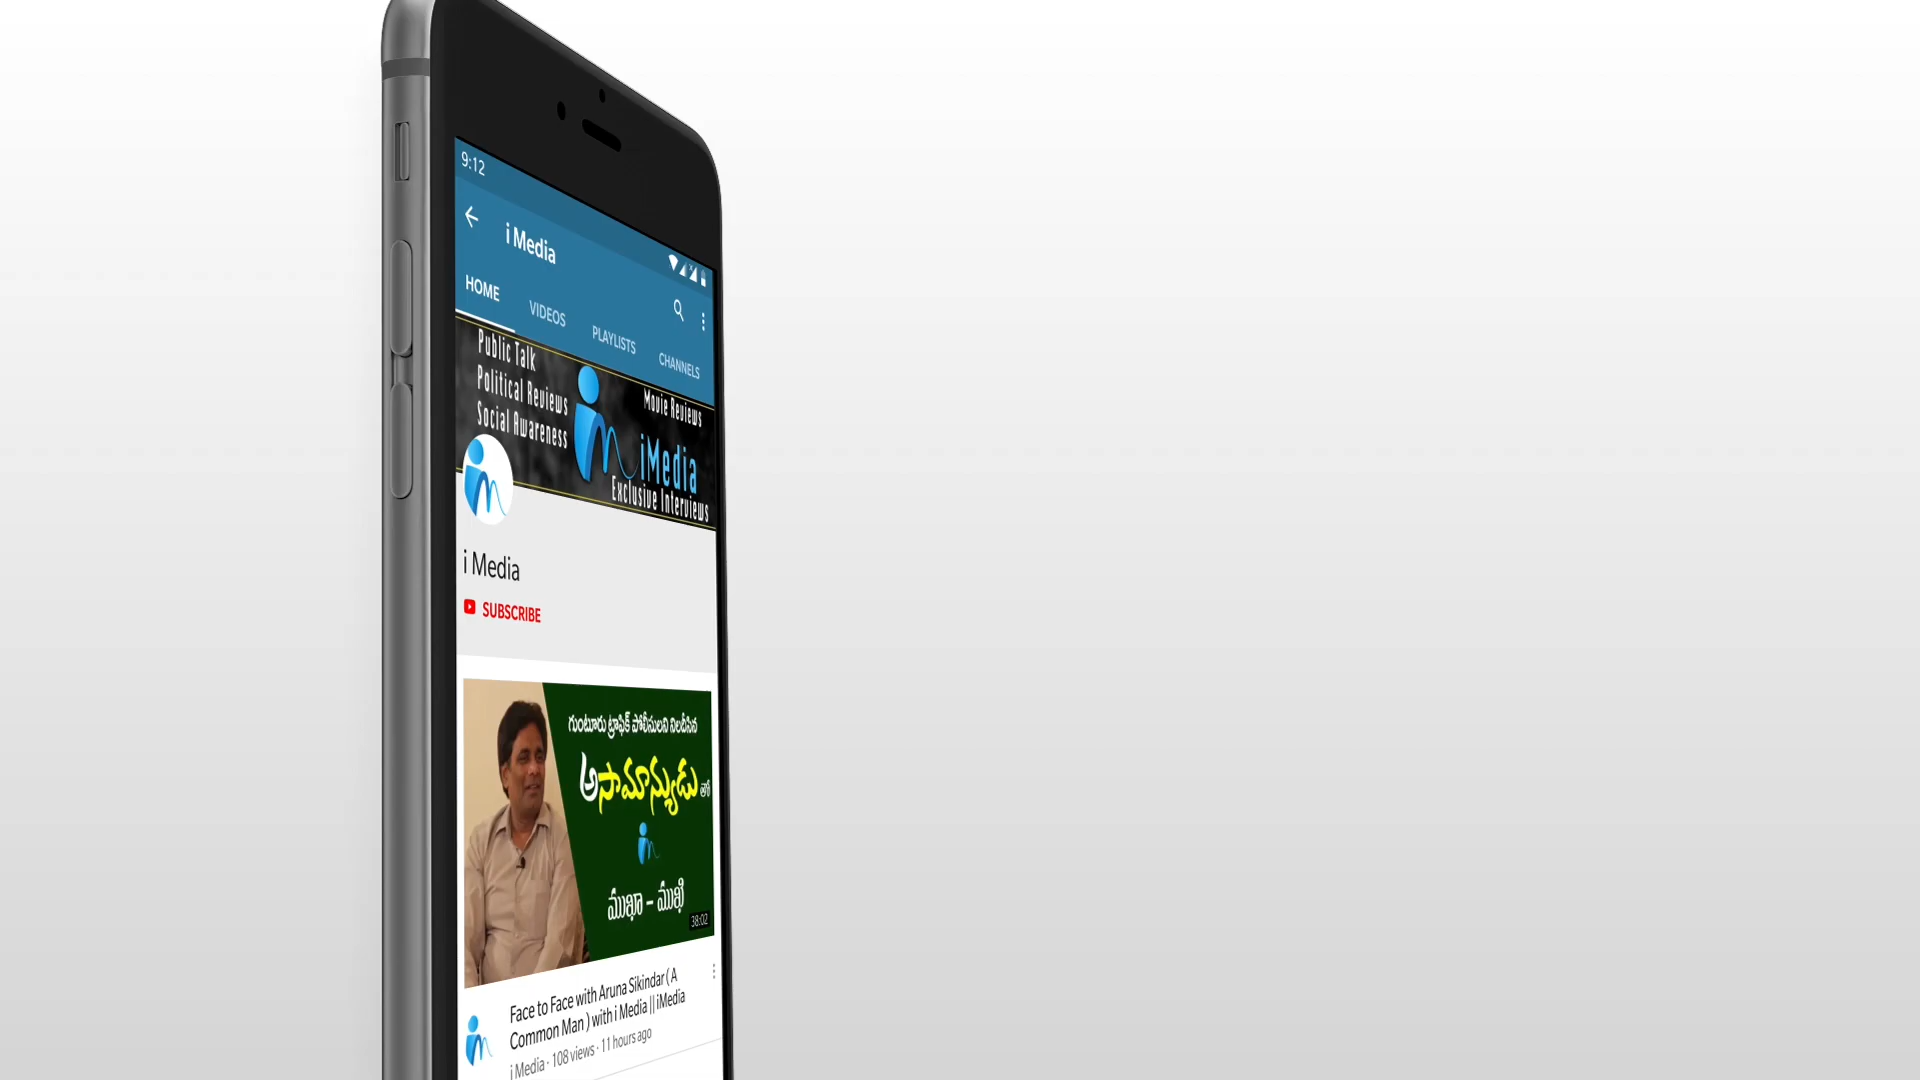 9:12
i Media
HOME
VIDEOS
PLAYLISTS
CHANNELS
Public Talk
Political Reviews
Social Awareness
Movie Reviews
iMedia
Exclusive Interviews
i Media
SUBSCRIBE
గుంటూరు ట్రాఫిక్ పోలీసులని నిలదీసిన
అసామాన్యుడు తో
ముఖా - ముఖి
38:02
Face to Face with Aruna Sikindar ( A
Common Man ) with i Media || iMedia
i Media · 108 views · 11 hours ago